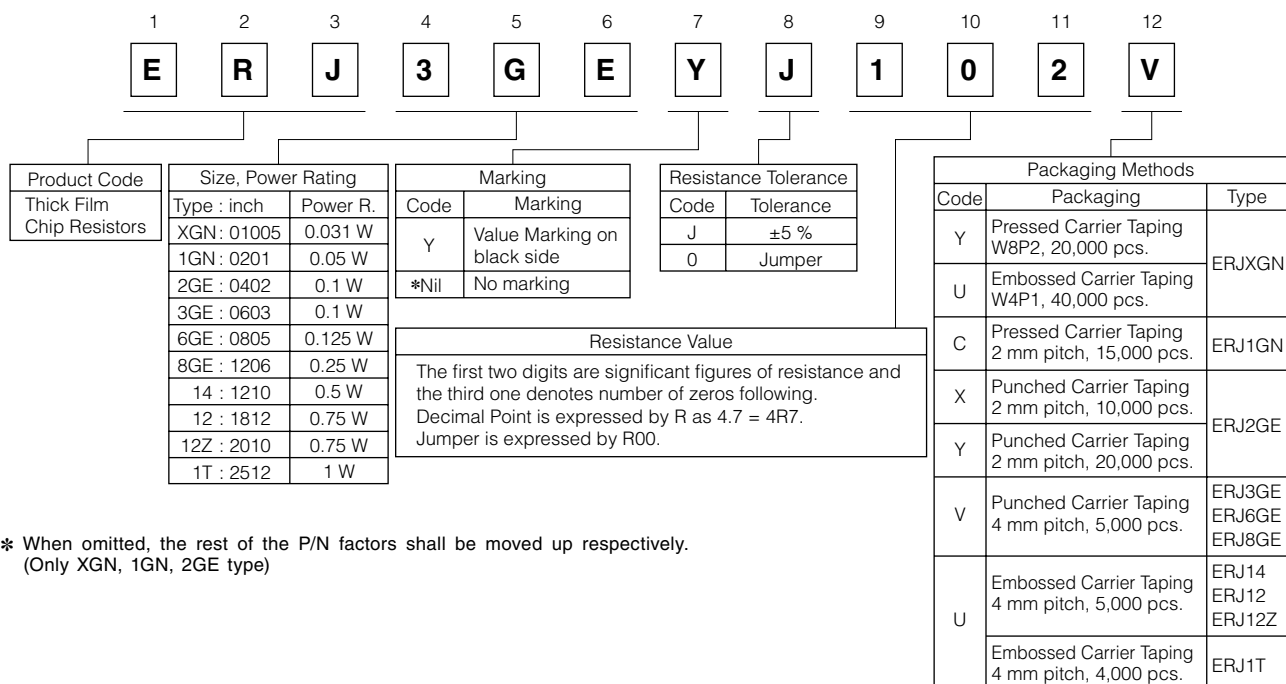 1 2 3 4 5 6 7 8 9 10 11 12
E R J 3 G E Y J 1 0 2 V
Product Code
Thick Film
Chip Resistors
Size, Power Rating
Type : inch Power R.
XGN : 01005 0.031 W
1GN : 0201 0.05 W
2GE : 0402 0.1 W
3GE : 0603 0.1 W
6GE : 0805 0.125 W
8GE : 1206 0.25 W
14 : 1210 0.5 W
12 : 1812 0.75 W
12Z : 2010 0.75 W
1T : 2512 1 W
Marking
Code Marking
Y Value Marking on
black side
✻Nil No marking
Resistance Tolerance
Code Tolerance
J ±5 %
0 Jumper
Resistance Value
The first two digits are significant figures of resistance and
the third one denotes number of zeros following.
Decimal Point is expressed by R as 4.7 = 4R7.
Jumper is expressed by R00.
Packaging Methods
Code Packaging Type
Y Pressed Carrier Taping
W8P2, 20,000 pcs.
ERJXGN
U Embossed Carrier Taping
W4P1, 40,000 pcs.
C Pressed Carrier Taping
2 mm pitch, 15,000 pcs.
ERJ1GN
X Punched Carrier Taping
2 mm pitch, 10,000 pcs.
ERJ2GE
Y Punched Carrier Taping
2 mm pitch, 20,000 pcs.
V Punched Carrier Taping
4 mm pitch, 5,000 pcs.
ERJ3GE
ERJ6GE
ERJ8GE
U Embossed Carrier Taping
4 mm pitch, 5,000 pcs.
ERJ14
ERJ12
ERJ12Z
Embossed Carrier Taping
4 mm pitch, 4,000 pcs.
ERJ1T
✻ When omitted, the rest of the P/N factors shall be moved up respectively.
(Only XGN, 1GN, 2GE type)